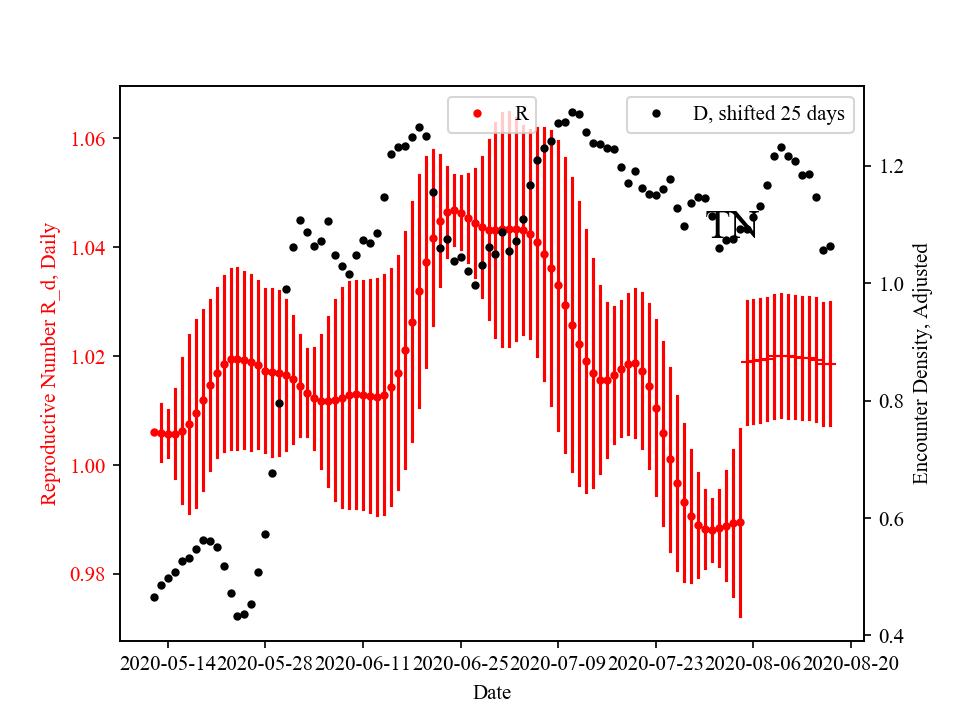 R
D, shifted 25 days
1.06
1.04
1.02
1.00
0.98
Reproductive Number R_d, Daily
TN
1.2
1.0
0.8
0.6
0.4
Encounter Density, Adjusted
2020-05-14 2020-05-28 2020-06-11 2020-06-25 2020-07-09 2020-07-23 2020-08-06 2020-08-20
Date